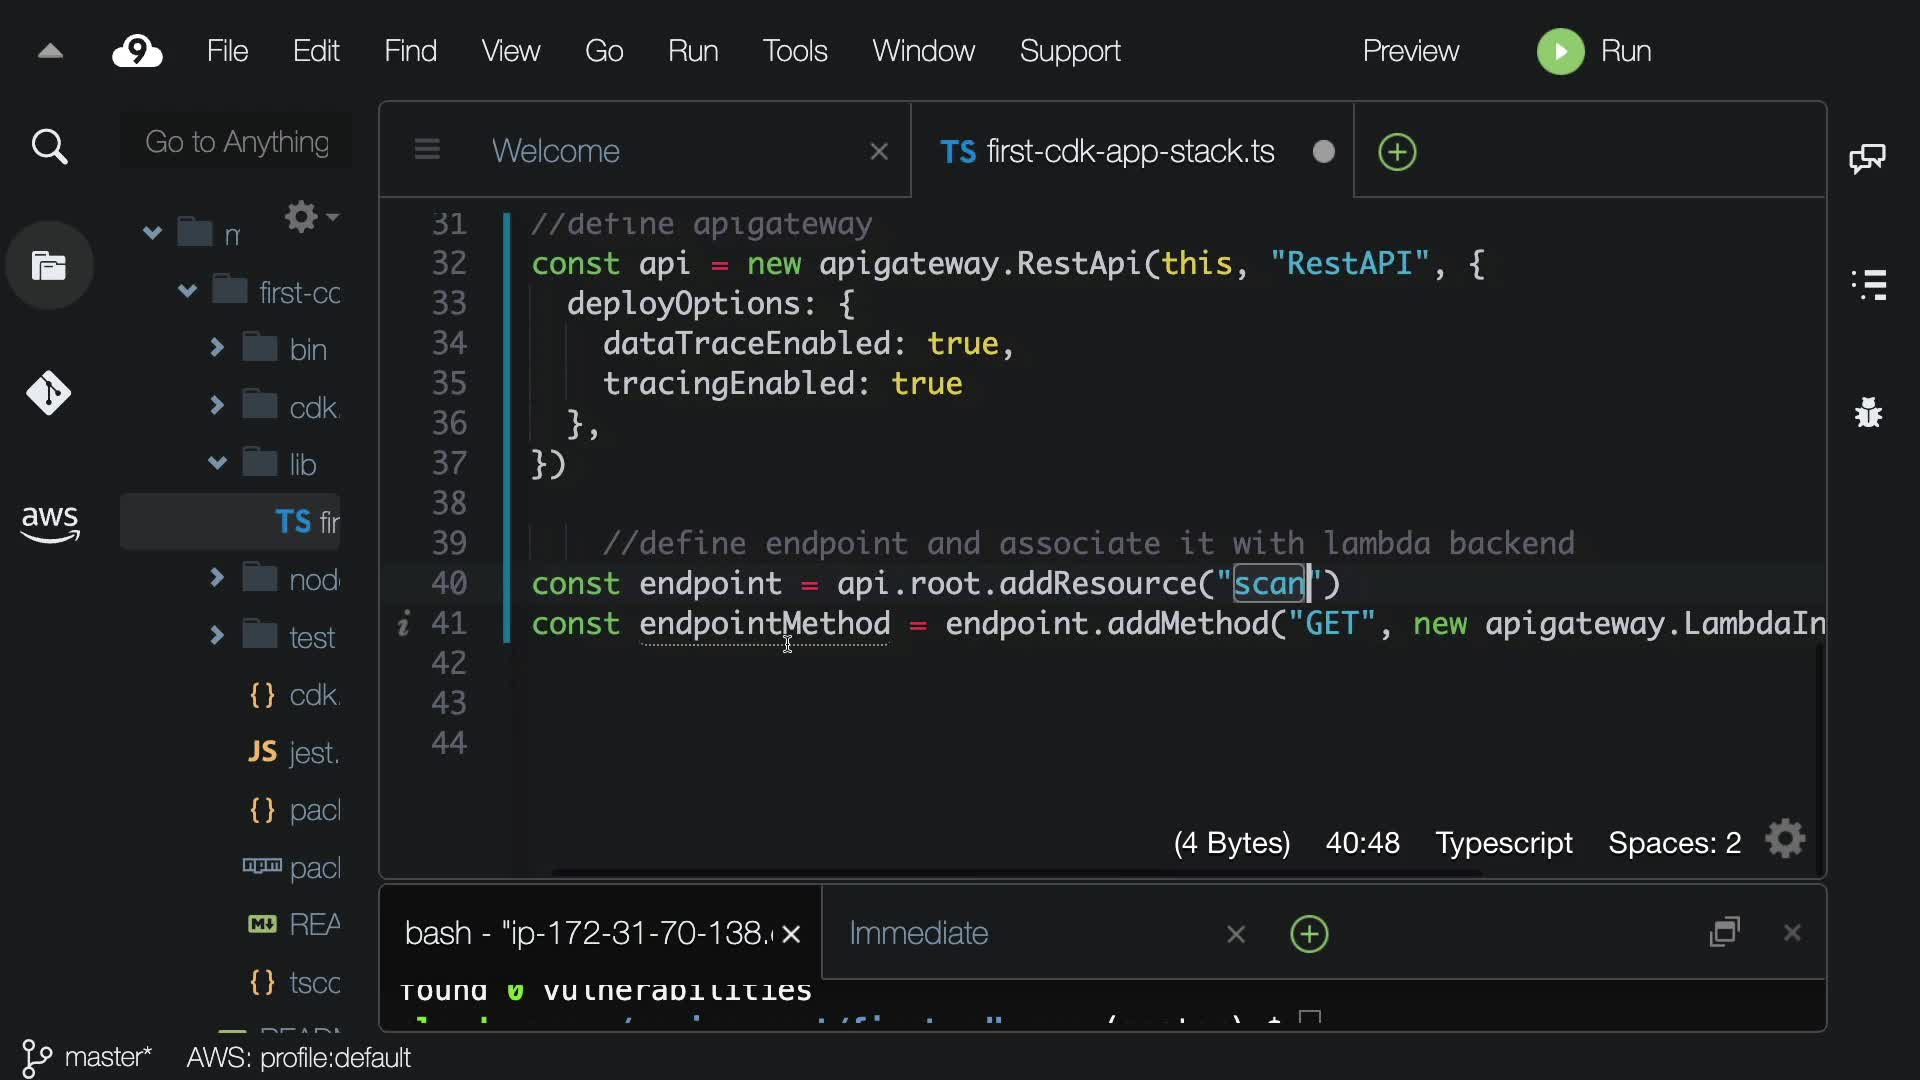 9 File Edit Find View Go Run Tools Window Support Preview Run
Go to Anything
Welcome
TS first-cdk-app-stack.ts
m
first-cc
bin
cdk.
lib
TS fir
node
test
cdk.
JS jest.
pack
pack
REA
tscc
aws
31 //define apigateway
32 const api = new apigateway.RestApi(this, "RestAPI", {
33 deployOptions: {
34 dataTraceEnabled: true,
35 tracingEnabled: true
36 },
37 })
38
39 //define endpoint and associate it with lambda backend
40 const endpoint = api.root.addResource("scan")
i 41 const endpointMethod = endpoint.addMethod("GET", new apigateway.LambdaIn
42
43
44
(4 Bytes) 40:48 Typescript Spaces: 2
bash - "ip-172-31-70-138.
Immediate
found 0 vulnerabilities
master* AWS: profile:default